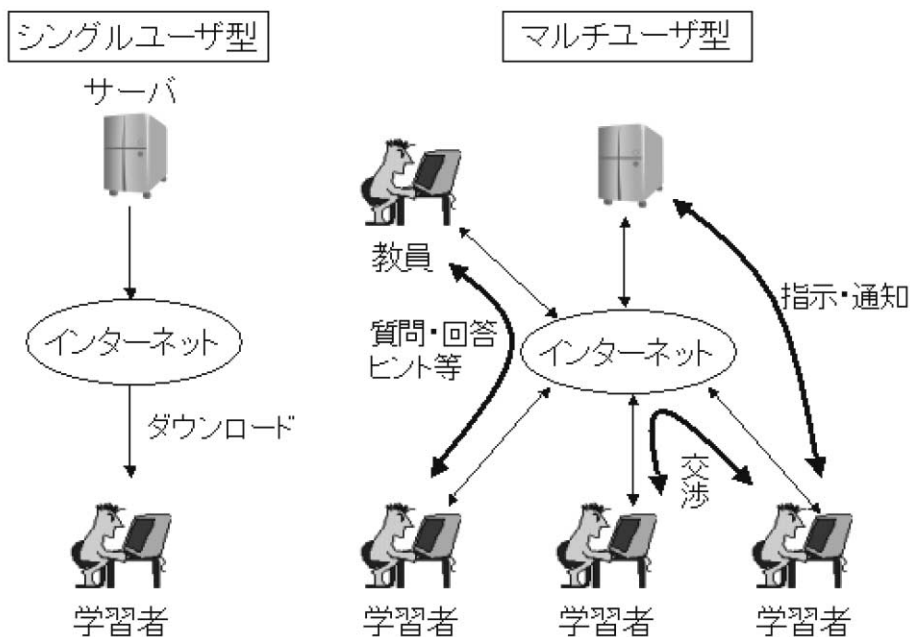 シングルユーザ型
サーバ
インターネット
ダウンロード
学習者
マルチユーザ型
教員
質問・回答
ヒント等
インターネット
指示・通知
交渉
学習者
学習者
学習者